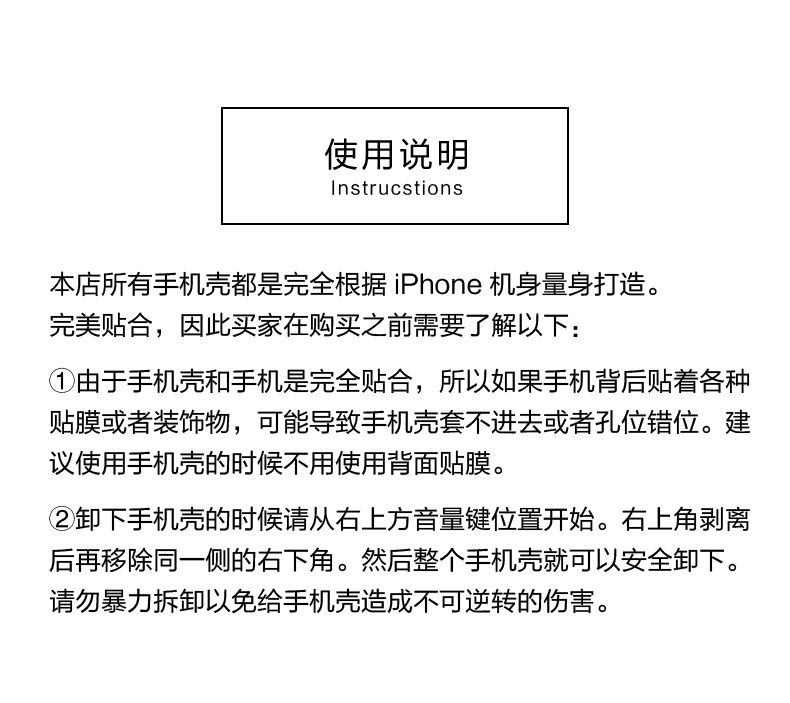 使用说明
Instrucstions
本店所有手机壳都是完全根据 iPhone 机身量身打造。
完美贴合，因此买家在购买之前需要了解以下：
①由于手机壳和手机是完全贴合，所以如果手机背后贴着各种
贴膜或者装饰物，可能导致手机壳套不进去或者孔位错位。建
议使用手机壳的时候不用使用背面贴膜。
②卸下手机壳的时候请从右上方音量键位置开始。右上角剥离
后再移除同一侧的右下角。然后整个手机壳就可以安全卸下。
请勿暴力拆卸以免给手机壳造成不可逆转的伤害。